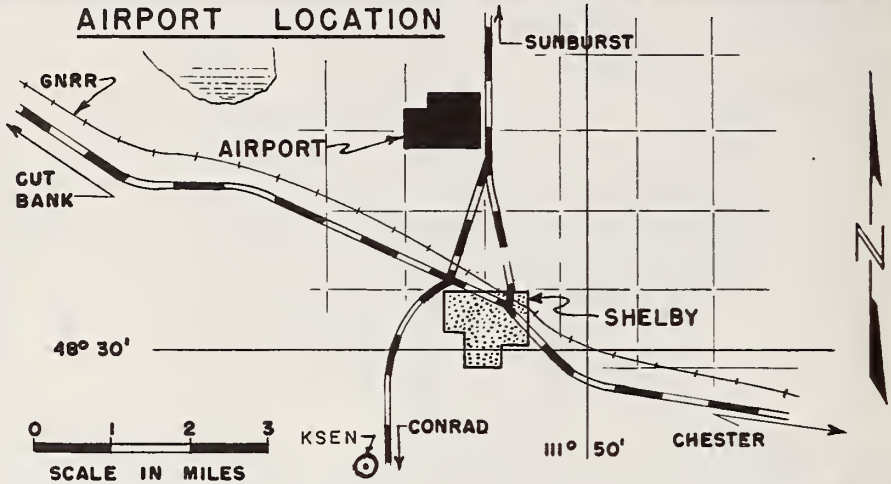 AIRPORT LOCATION
SUNBURST
GNRR
AIRPORT
CUT
BANK
N
SHELBY
48° 30'
0 1 2 3
SCALE IN MILES
KSEN
CONRAD
111° 50'
CHESTER